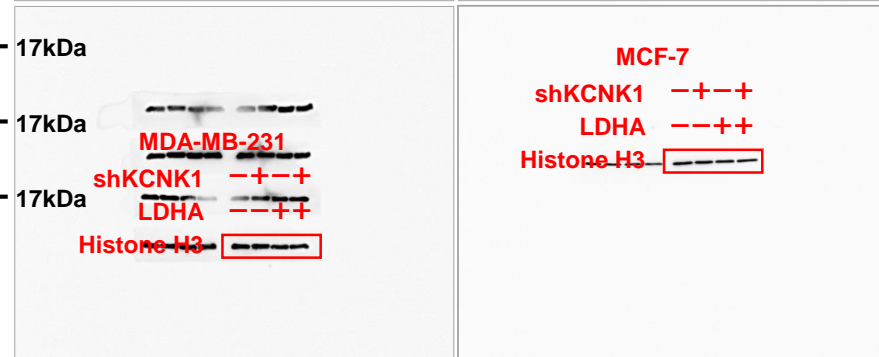 17kDa
17kDa
17kDa
MDA-MB-231
shKCNK1 −+−+
LDHA −−++
Histone H3
MCF-7
shKCNK1 −+−+
LDHA −−++
Histone H3